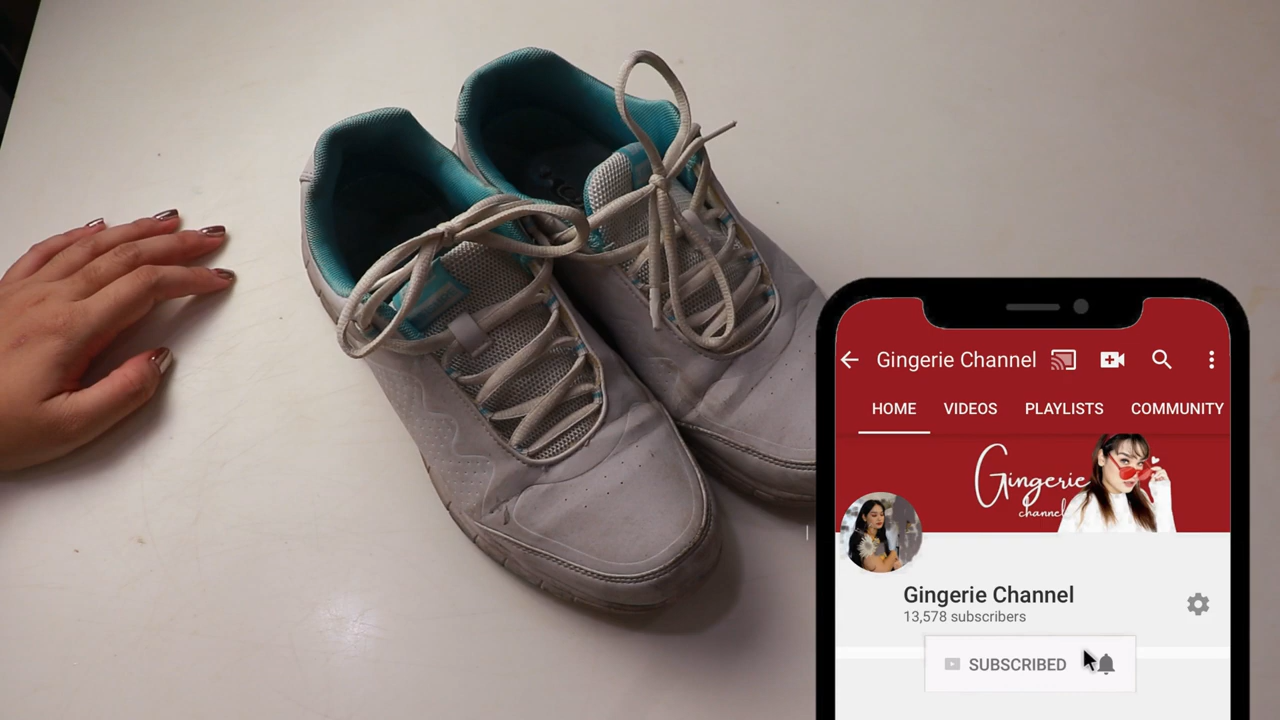 Gingerie Channel
HOME VIDEOS PLAYLISTS COMMUNITY
Gingerie
channel
Gingerie Channel
13,578 subscribers
SUBSCRIBED